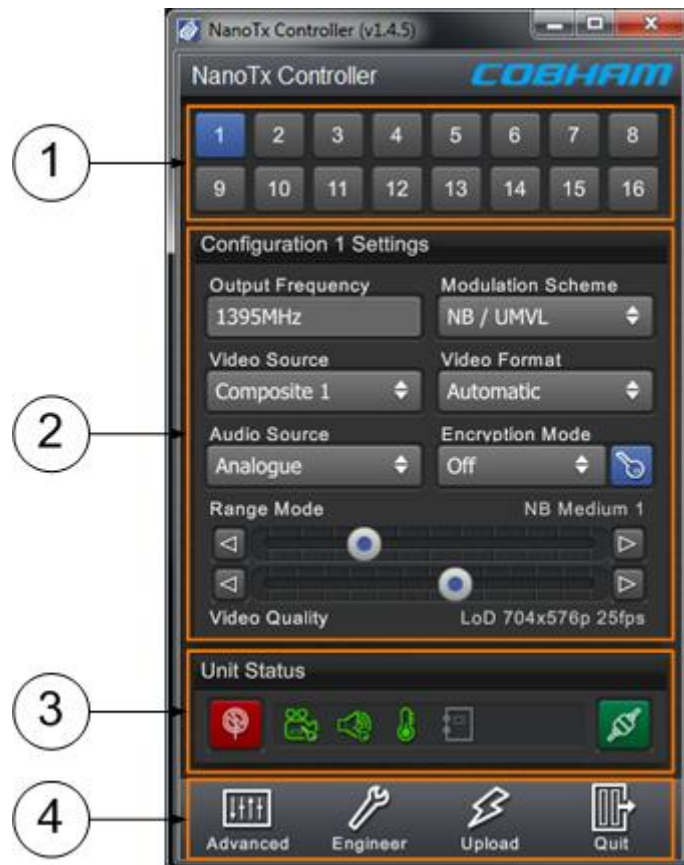 NanoTx Controller (v1.4.5)
NanoTx Controller COBHAM
1 2 3 4 5 6 7 8
9 10 11 12 13 14 15 16
1
Configuration 1 Settings
Output Frequency Modulation Scheme
1395MHz NB / UMVL
Video Source Video Format
Composite 1 Automatic
2
Audio Source Encryption Mode
Analogue Off
Range Mode NB Medium 1
Video Quality LoD 704x576p 25fps
Unit Status
3
4
Advanced Engineer Upload Quit